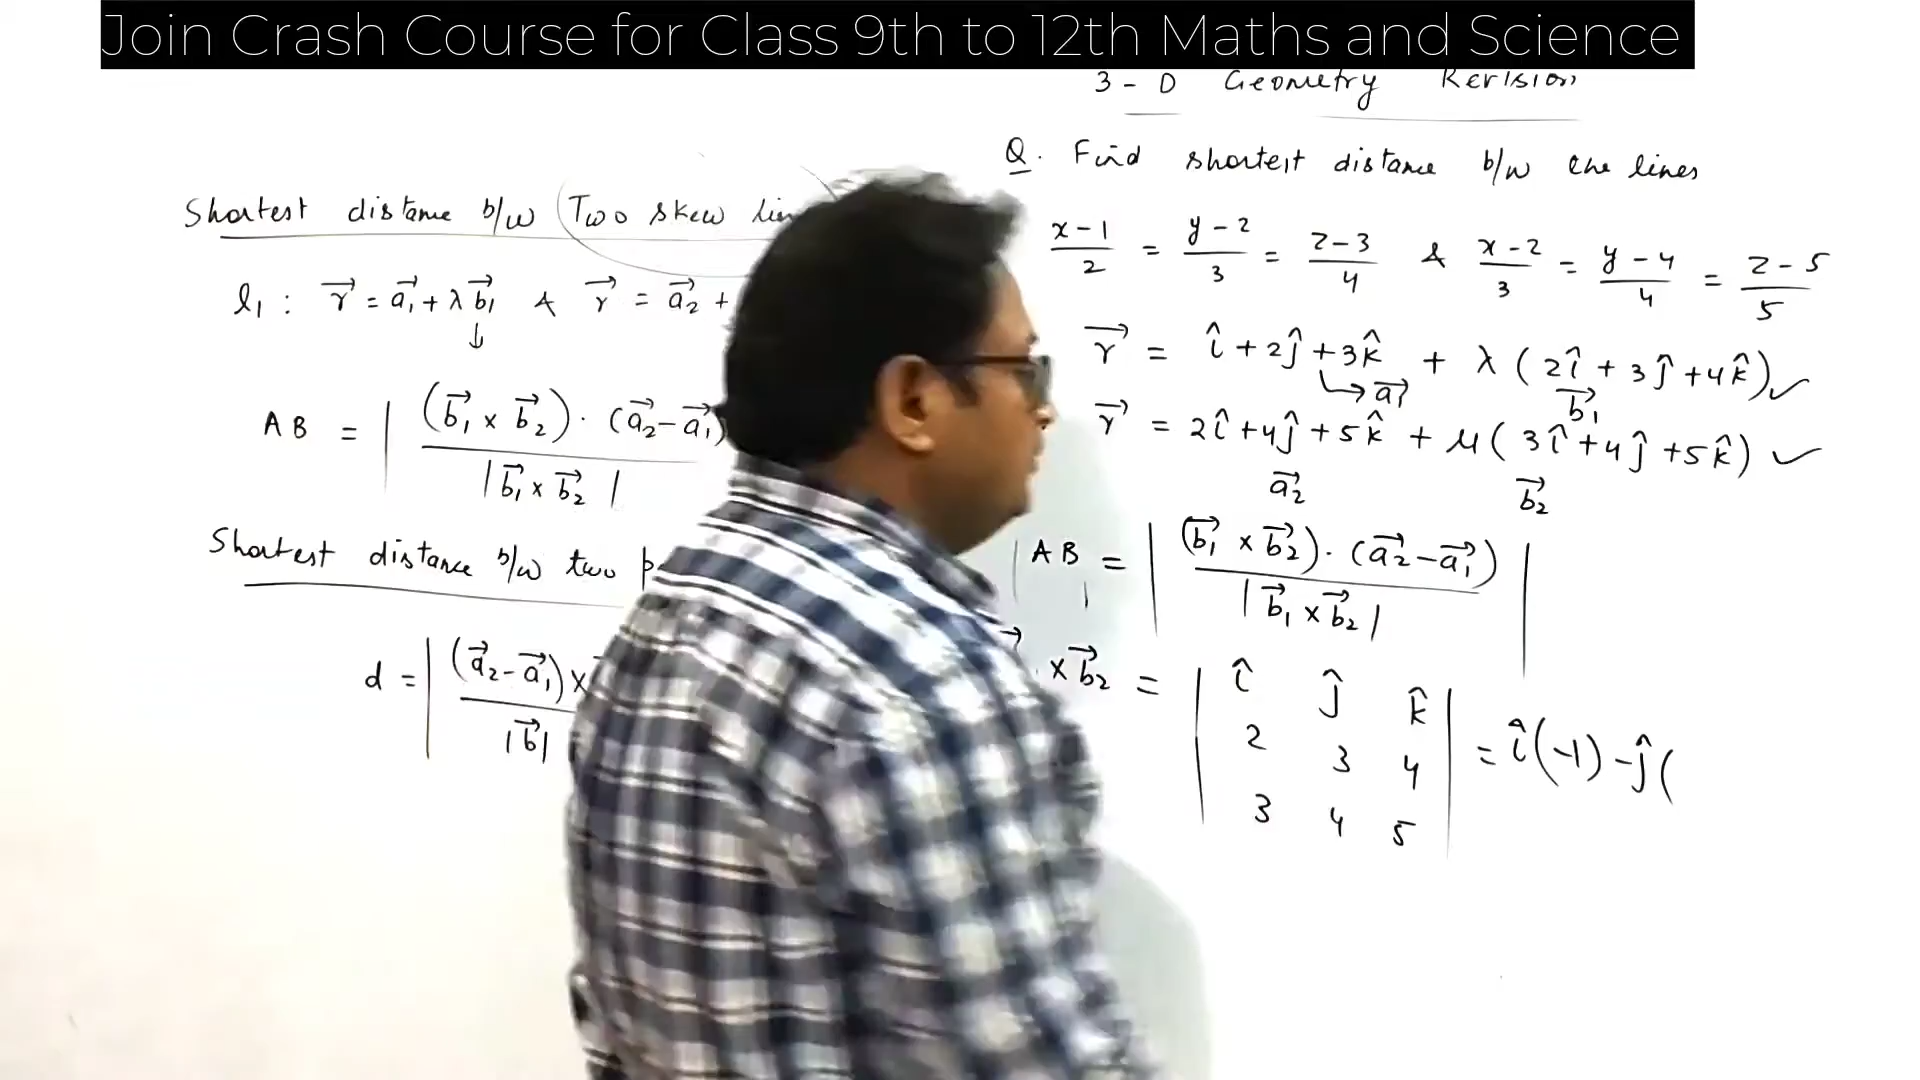 Join Crash Course for Class 9th to 12th Maths and Science
3 - D Geometry Revision
Shortest distance b/w Two skew
l₁ : r⃗ = a⃗₁ + λ b⃗₁ & r⃗ = a⃗₂ +
↓
AB = | (b⃗₁ × b⃗₂) · (a⃗₂ - a⃗₁)
|b⃗₁ × b⃗₂|
Shortest distance b/w two
d = | (a⃗₂ - a⃗₁) ×
|b⃗|
Q. Find shortest distance b/w the lines
x-1/2 = y-2/3 = z-3/4 & x-2/3 = y-4/4 = z-5/5
r⃗ = î + 2ĵ + 3k̂ + λ (2î + 3ĵ + 4k̂) ✓
↳ a⃗₁ b⃗₁
r⃗ = 2î + 4ĵ + 5k̂ + μ (3î + 4ĵ + 5k̂) ✓
a⃗₂ b⃗₂
|AB = | (b⃗₁ × b⃗₂) · (a⃗₂ - a⃗₁) |
|b⃗₁ × b⃗₂|
× b⃗₂ = | î ĵ k̂ | = î(-1) - ĵ(
2 3 4
3 4 5